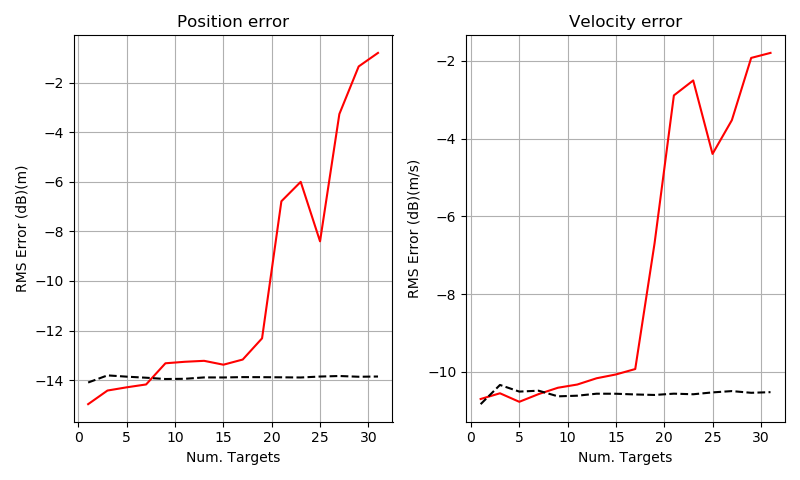 Position error
Velocity error
RMS Error (dB)(m)
−2
−4
−6
−8
−10
−12
−14
0 5 10 15 20 25 30
Num. Targets
RMS Error (dB)(m/s)
−2
−4
−6
−8
−10
0 5 10 15 20 25 30
Num. Targets